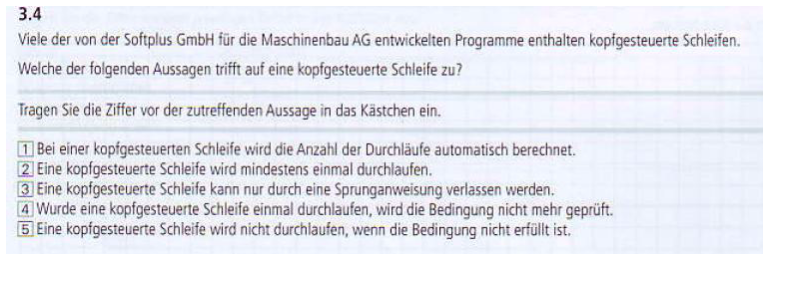 3.4
Viele der von der Softplus GmbH für die Maschinenbau AG entwickelten Programme enthalten kopfgesteuerte Schleifen.
Welche der folgenden Aussagen trifft auf eine kopfgesteuerte Schleife zu?
Tragen Sie die Ziffer vor der zutreffenden Aussage in das Kästchen ein.
1 Bei einer kopfgesteuerten Schleife wird die Anzahl der Durchläufe automatisch berechnet.
2 Eine kopfgesteuerte Schleife wird mindestens einmal durchlaufen.
3 Eine kopfgesteuerte Schleife kann nur durch eine Sprunganweisung verlassen werden.
4 Wurde eine kopfgesteuerte Schleife einmal durchlaufen, wird die Bedingung nicht mehr geprüft.
5 Eine kopfgesteuerte Schleife wird nicht durchlaufen, wenn die Bedingung nicht erfüllt ist.